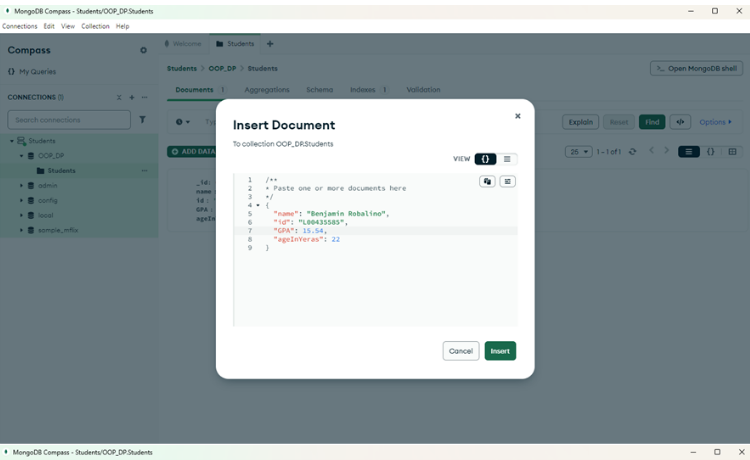 MongoDB Compass - Students/OOP_DP.Students
Connections Edit View Collection Help
Compass
Welcome
Students
My Queries
Students > OOP_DP > Students
Open MongoDB shell
CONNECTIONS (1)
Documents 1 Aggregations Schema Indexes 1 Validation
Search connections
Explain Reset Find Options
Students
OOP_DP
Students
admin
config
local
sample_mflix
ADD DATA
25 1 - 1 of 1
_id:
name
id :
GPA :
Insert Document
To collection OOP_DP.Students
VIEW {}
1 /**
2 * Paste one or more documents here
3 */
4 {
5 "name": "Benjamin Robalino",
6 "id": "L00435585",
7 "GPA": 15.54,
8 "ageInYeras": 22
9 }
Cancel Insert
MongoDB Compass - Students/OOP_DP.Students